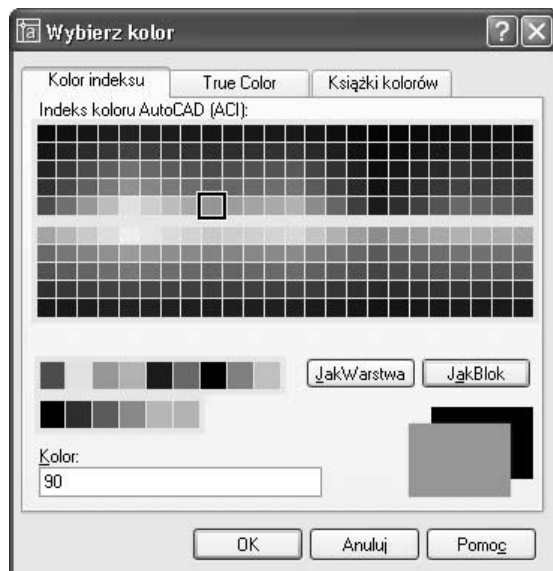 Wybierz kolor
Kolor indeksu True Color Książki kolorów
Indeks koloru AutoCAD (ACI):
JakWarstwa JakBlok
Kolor:
90
OK Anuluj Pomoc